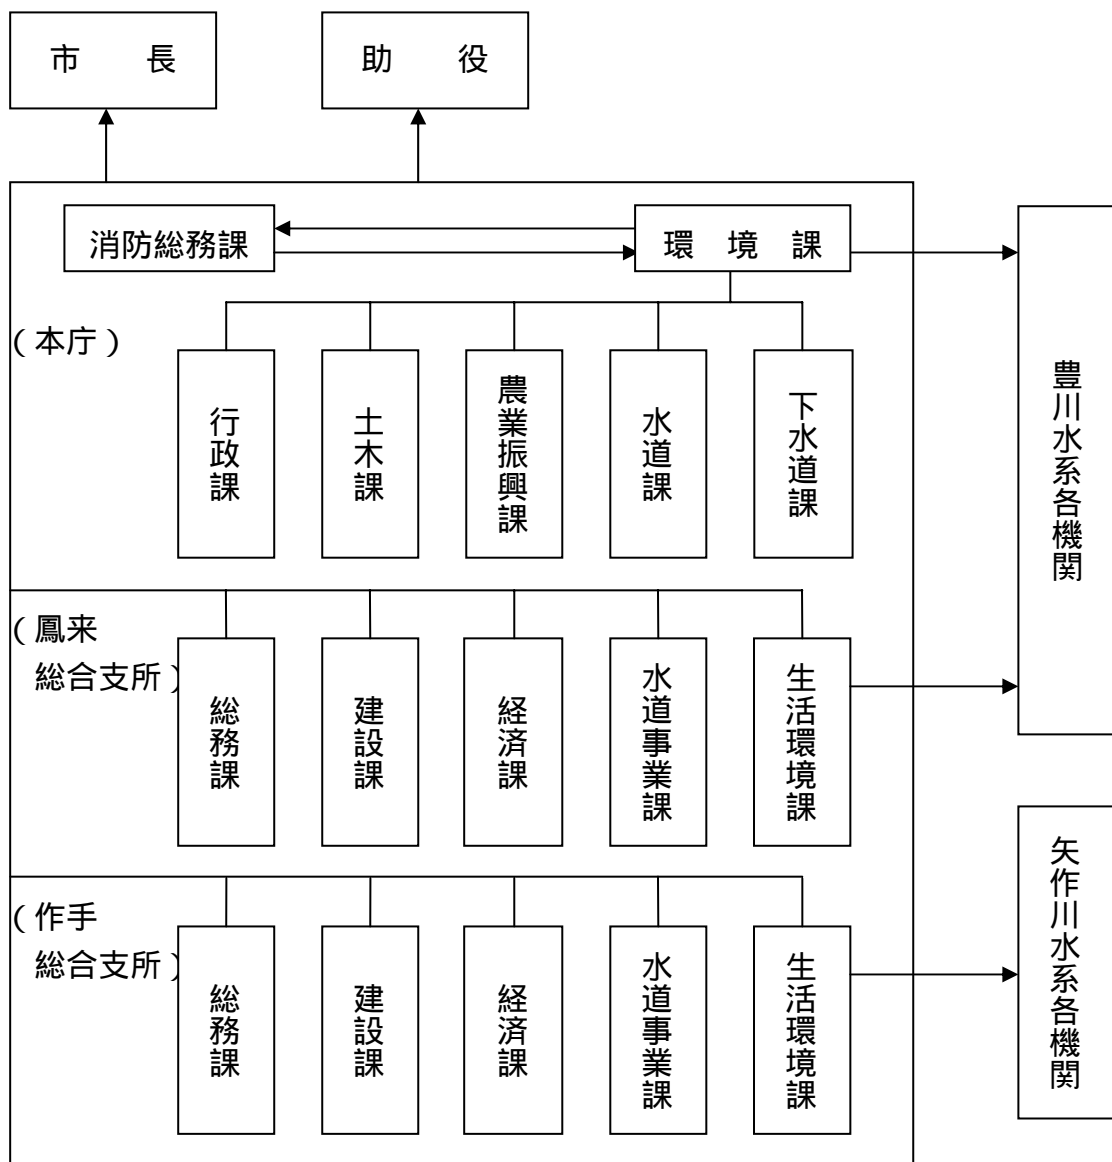 市　長
助　役
消防総務課
環　境　課
（本庁）
行政課
土木課
農業振興課
水道課
下水道課
豊川水系各機関
（鳳来
総合支所）
総務課
建設課
経済課
水道事業課
生活環境課
（作手
総合支所）
総務課
建設課
経済課
水道事業課
生活環境課
矢作川水系各機関